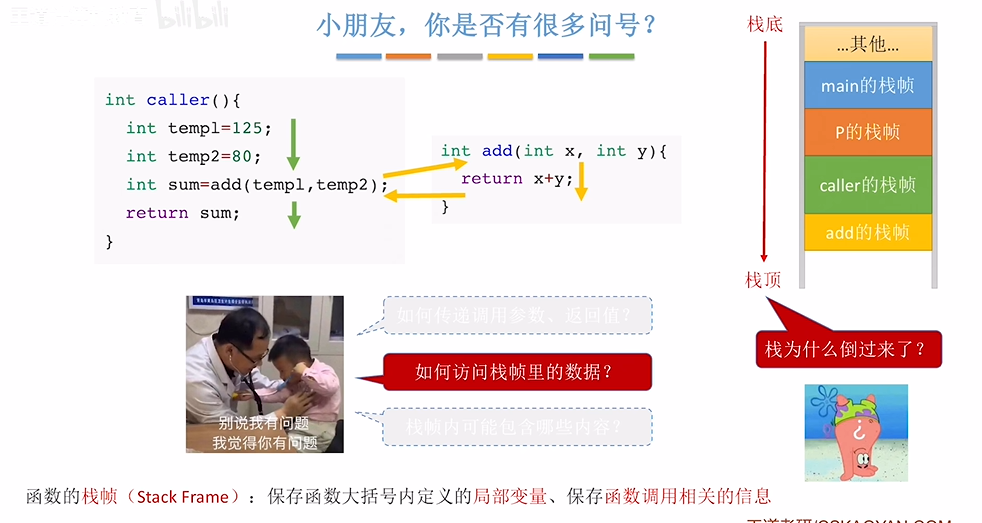 bilibili
小朋友，你是否有很多问号？
int caller(){
int temp1=125;
int temp2=80;
int sum=add(temp1,temp2);
return sum;
}
int add(int x, int y){
return x+y;
}
栈底
...其他...
main的栈帧
P的栈帧
caller的栈帧
add的栈帧
栈顶
栈为什么倒过来了？
?
如何传递调用参数、返回值？
如何访问栈帧里的数据？
栈帧内可能包含哪些内容？
别说我有问题
我觉得你有问题
函数的栈帧（Stack Frame）：保存函数大括号内定义的局部变量、保存函数调用相关的信息
王道考研/CSKAOYAN.COM